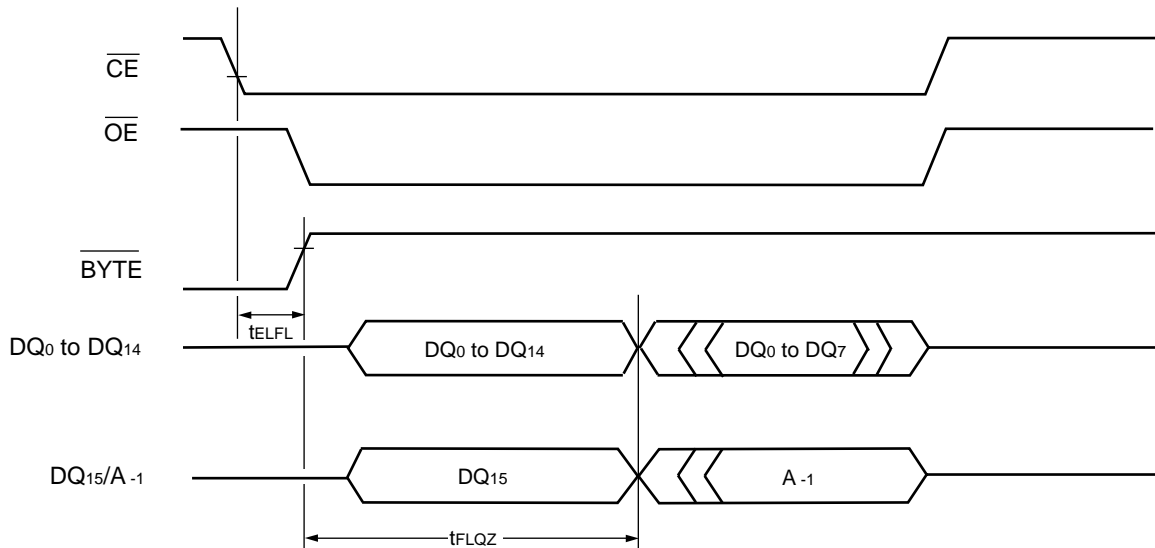 CE
OE
BYTE
tELFL
DQ0 to DQ14
DQ0 to DQ14
DQ0 to DQ7
DQ15/A -1
DQ15
A -1
tFLQZ